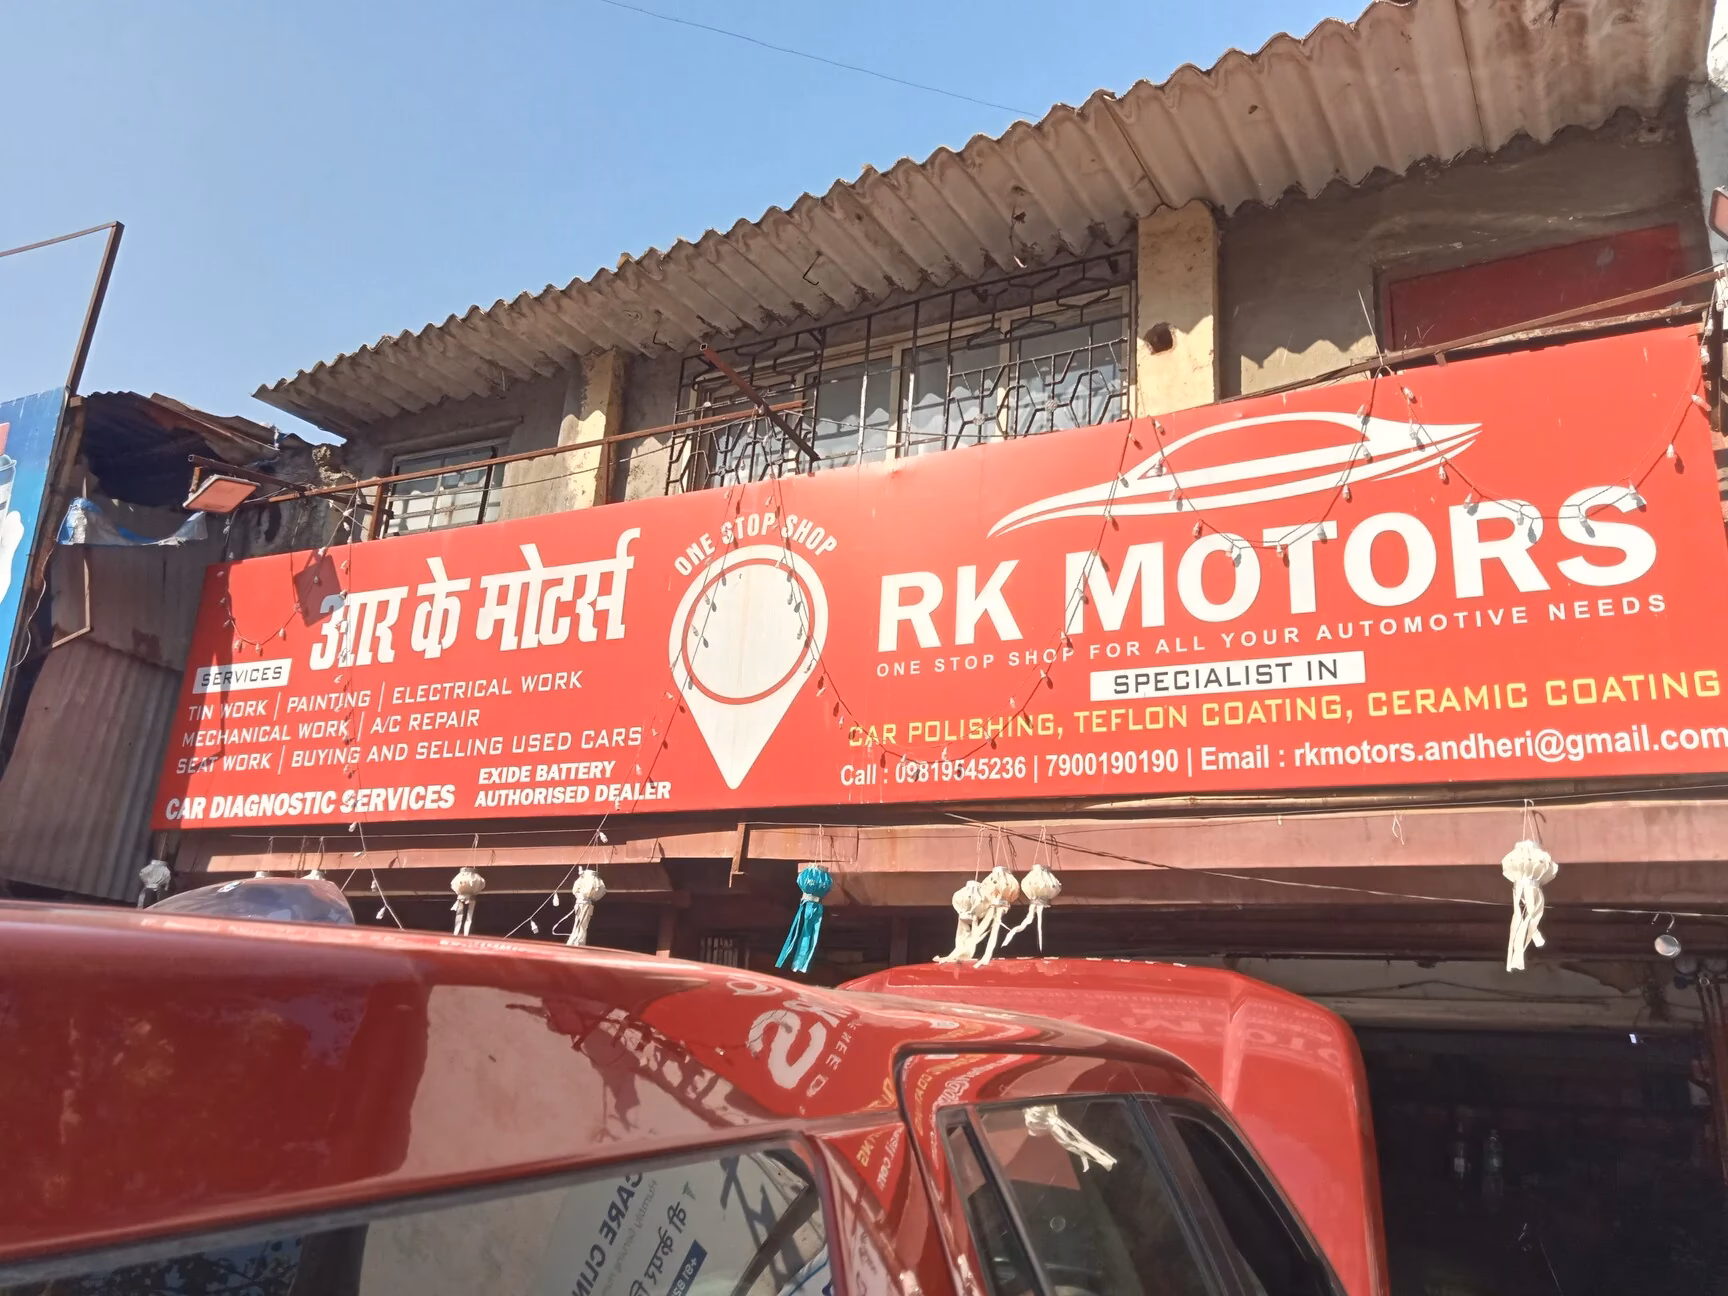 आर के मोटर्स
SERVICES
TIN WORK | PAINTING | ELECTRICAL WORK
MECHANICAL WORK | A/C REPAIR
SEAT WORK | BUYING AND SELLING USED CARS
CAR DIAGNOSTIC SERVICES
EXIDE BATTERY
AUTHORISED DEALER
ONE STOP SHOP
RK MOTORS
ONE STOP SHOP FOR ALL YOUR AUTOMOTIVE NEEDS
SPECIALIST IN
CAR POLISHING, TEFLON COATING, CERAMIC COATING
Call : 09819545236 | 7900190190 | Email : rkmotors.andheri@gmail.com
CARE